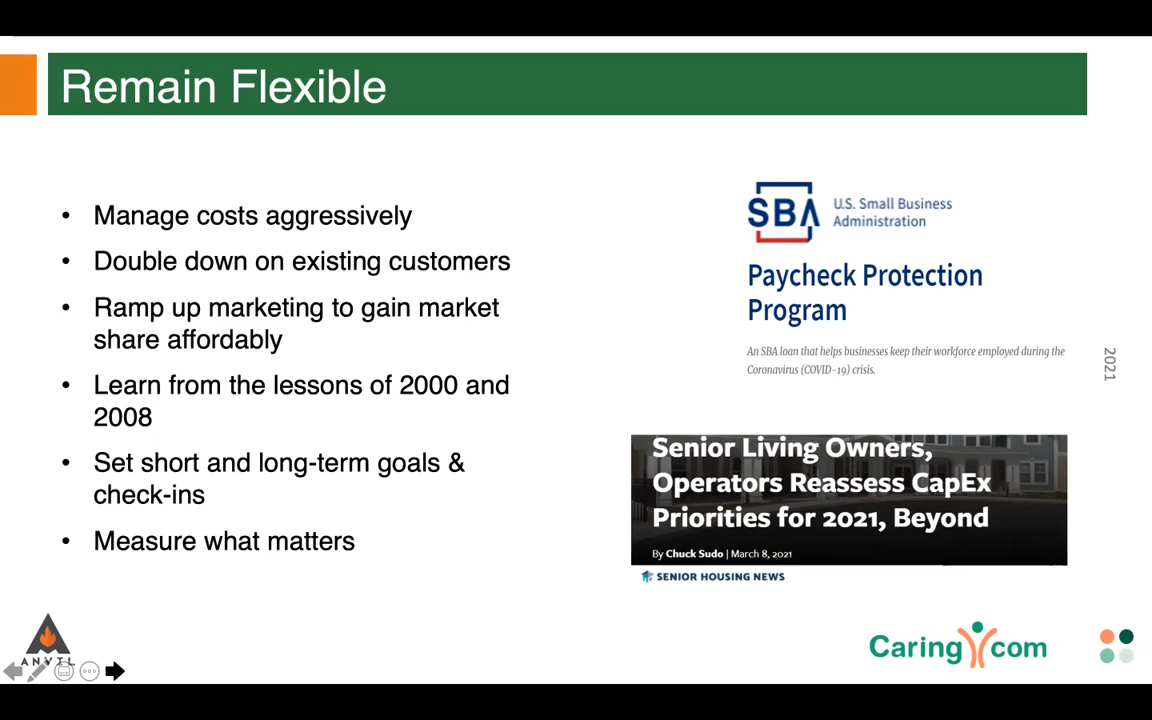 Remain Flexible
• Manage costs aggressively
• Double down on existing customers
• Ramp up marketing to gain market
share affordably
• Learn from the lessons of 2000 and
2008
• Set short and long-term goals &
check-ins
• Measure what matters
SBA
U.S. Small Business
Administration
Paycheck Protection
Program
An SBA loan that helps businesses keep their workforce employed during the
Coronavirus (COVID-19) crisis.
2021
Senior Living Owners,
Operators Reassess CapEx
Priorities for 2021, Beyond
By Chuck Sudo | March 8, 2021
SENIOR HOUSING NEWS
ANVIL
Caring com